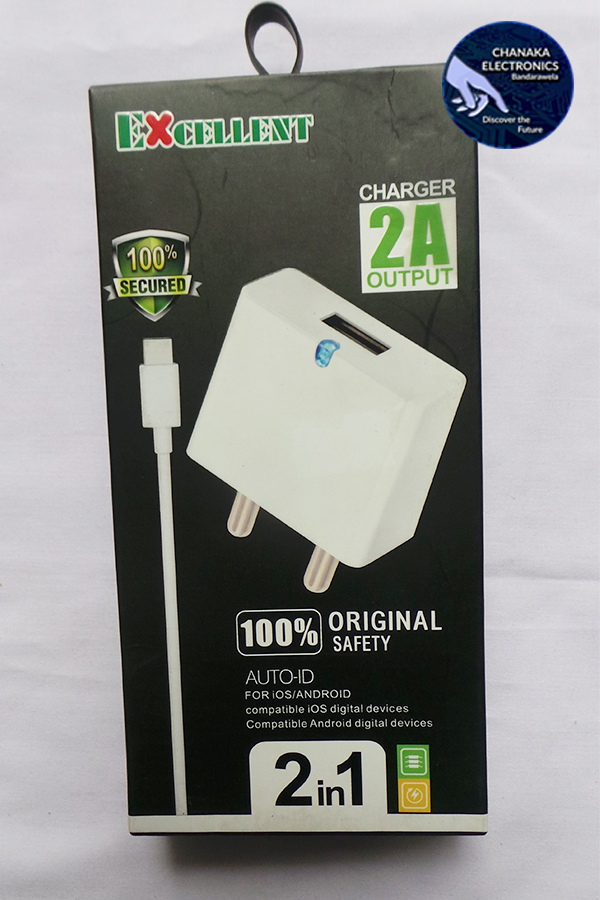 CHANAKA
ELECTRONICS
Bandarawela
Discover the
Future
EXCELLENT
CHARGER
2A
OUTPUT
100%
SECURED
100% ORIGINAL
SAFETY
AUTO-ID
FOR iOS/ANDROID
compatible iOS digital devices
Compatible Android digital devices
2in1